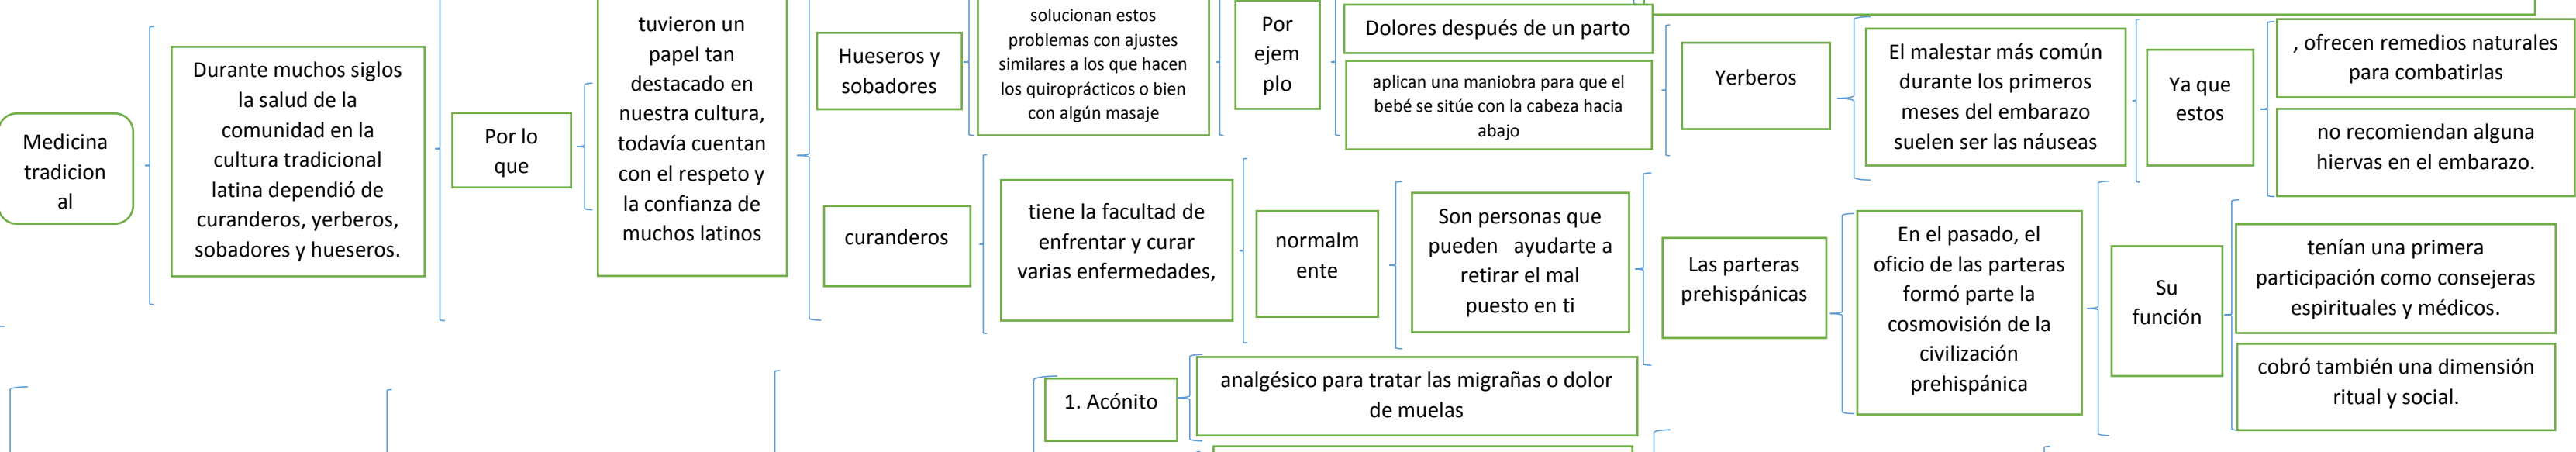 Medicina
tradicion
al
Durante muchos siglos
la salud de la
comunidad en la
cultura tradicional
latina dependió de
curanderos, yerberos,
sobadores y hueseros.
Por lo
que
tuvieron un
papel tan
destacado en
nuestra cultura,
todavía cuentan
con el respeto y
la confianza de
muchos latinos
Hueseros y
sobadores
solucionan estos
problemas con ajustes
similares a los que hacen
los quiroprácticos o bien
con algún masaje
Por
ejem
plo
Dolores después de un parto
aplican una maniobra para que el
bebé se sitúe con la cabeza hacia
abajo
Yerberos
El malestar más común
durante los primeros
meses del embarazo
suelen ser las náuseas
Ya que
estos
, ofrecen remedios naturales
para combatirlas
no recomiendan alguna
hiervas en el embarazo.
curanderos
tiene la facultad de
enfrentar y curar
varias enfermedades,
normalm
ente
Son personas que
pueden ayudarte a
retirar el mal
puesto en ti
Las parteras
prehispánicas
En el pasado, el
oficio de las parteras
formó parte la
cosmovisión de la
civilización
prehispánica
Su
función
tenían una primera
participación como consejeras
espirituales y médicos.
cobró también una dimensión
ritual y social.
1. Acónito
analgésico para tratar las migrañas o dolor
de muelas